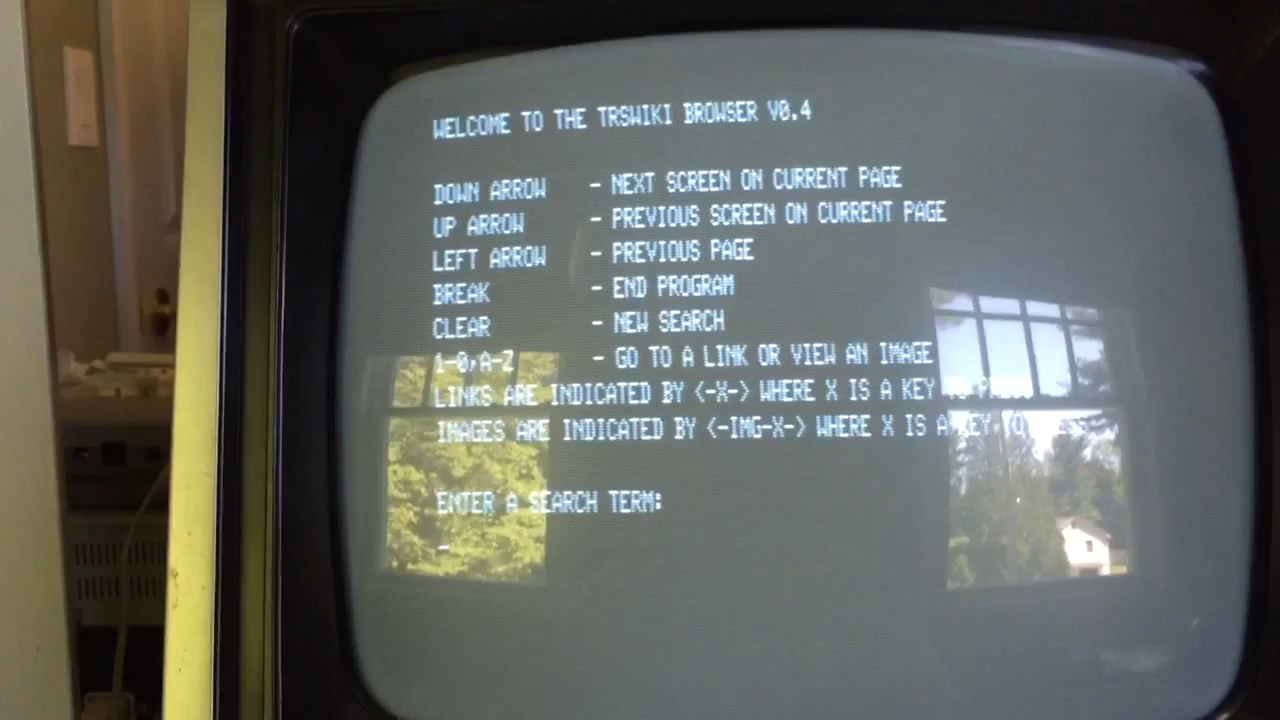 WELCOME TO THE TRSWIKI BROWSER V0.4
DOWN ARROW - NEXT SCREEN ON CURRENT PAGE
UP ARROW - PREVIOUS SCREEN ON CURRENT PAGE
LEFT ARROW - PREVIOUS PAGE
BREAK - END PROGRAM
CLEAR - NEW SEARCH
1-0,A-Z - GO TO A LINK OR VIEW AN IMAGE
LINKS ARE INDICATED BY <-X-> WHERE X IS A KEY
IMAGES ARE INDICATED BY <-IMG-X-> WHERE X IS A KEY
ENTER A SEARCH TERM: